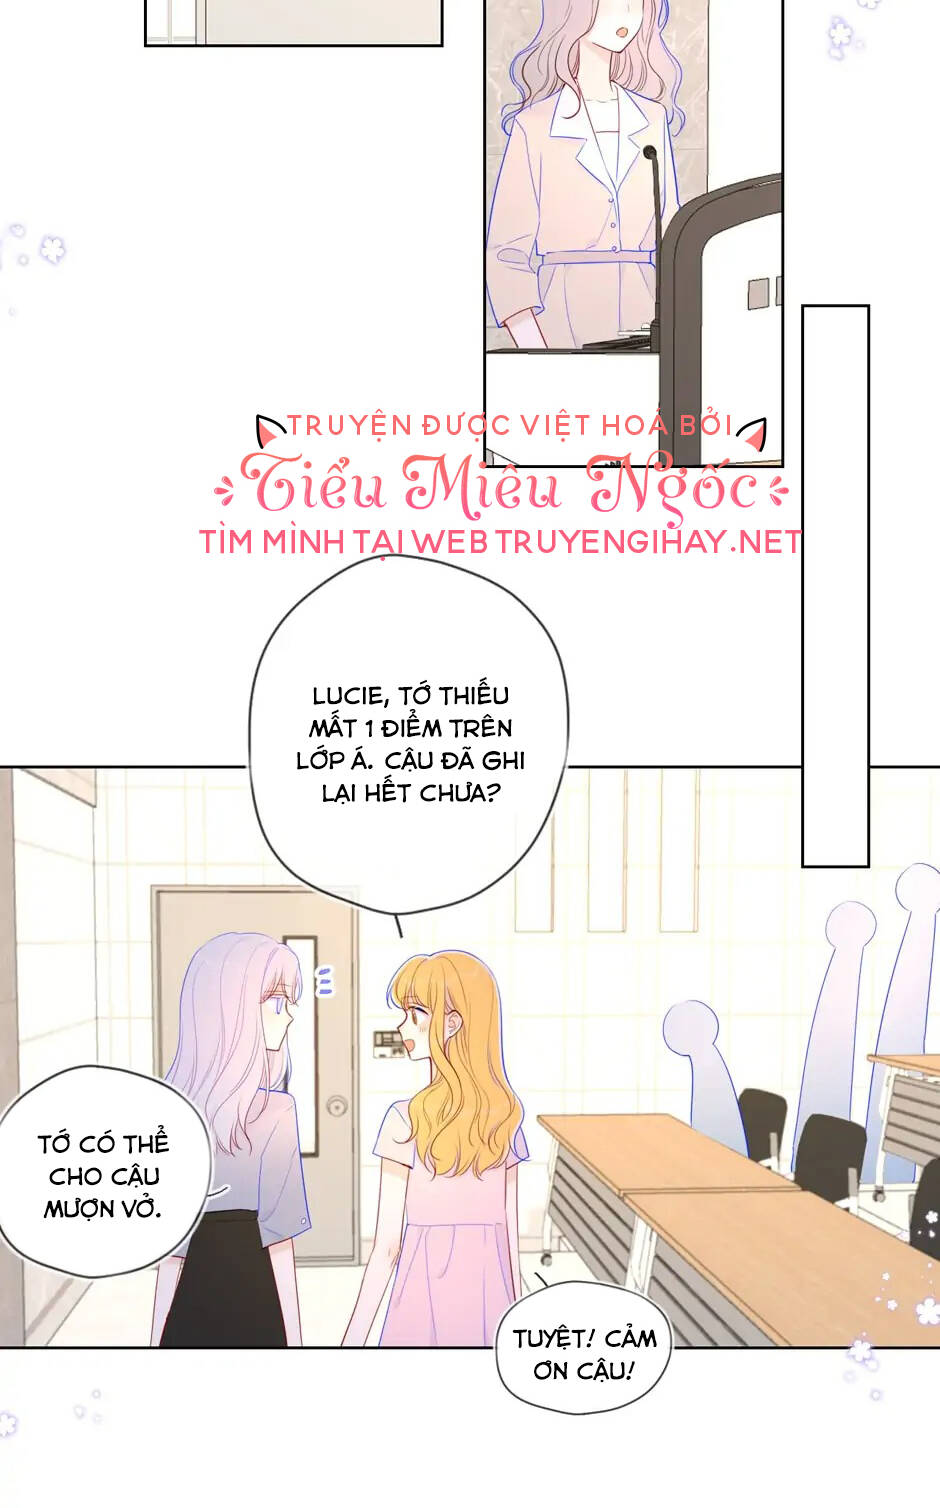 TRUYỆN ĐƯỢC VIỆT HOÁ BỞI
Tiểu Miêu Ngốc
TÌM MÌNH TẠI WEB TRUYENGIHAY.NET
LUCIE, TỚ THIẾU
MẤT 1 ĐIỂM TRÊN
LỚP Á. CẬU ĐÃ GHI
LẠI HẾT CHƯA?
TỚ CÓ THỂ
CHO CẬU
MƯỢN VỞ.
TUYỆT! CẢM
ƠN CẬU!